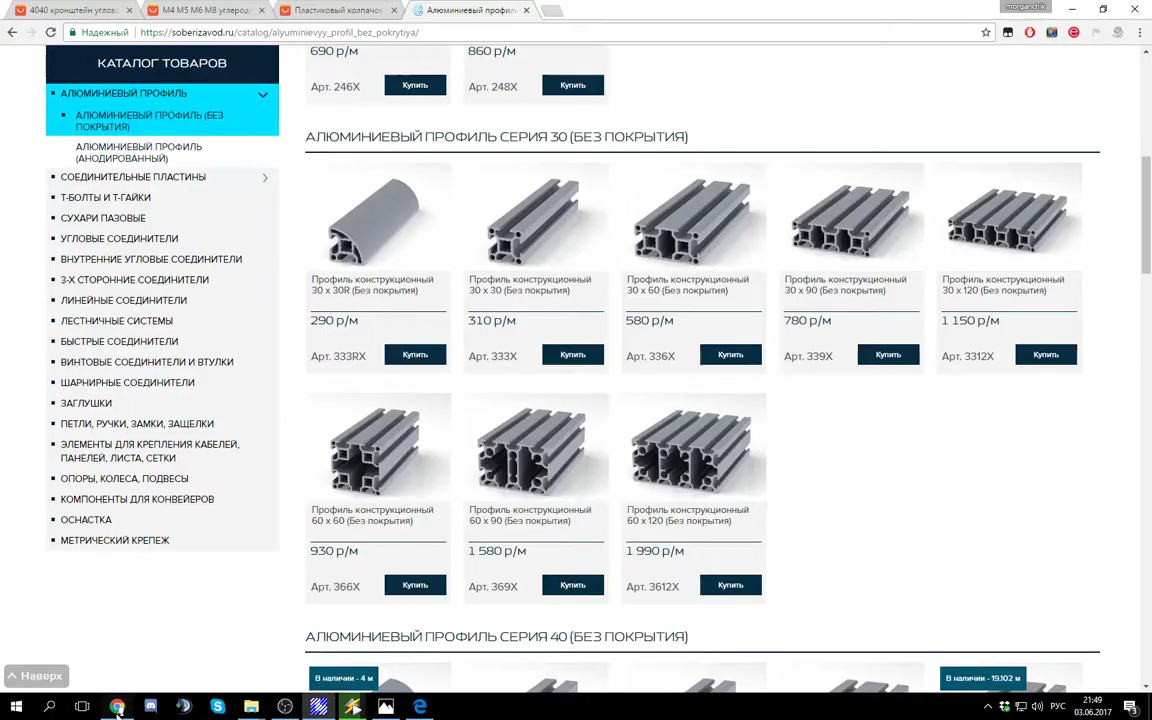 4040 кронштейн углов
M4 M5 M6 M8 углерод
Пластиковый колпачок
Алюминиевый профиль
morganchik
Надежный
https://soberizavod.ru/catalog/alyuminievyy_profil_bez_pokrytiya/
КАТАЛОГ ТОВАРОВ
АЛЮМИНИЕВЫЙ ПРОФИЛЬ
АЛЮМИНИЕВЫЙ ПРОФИЛЬ (БЕЗ
ПОКРЫТИЯ)
АЛЮМИНИЕВЫЙ ПРОФИЛЬ
(АНОДИРОВАННЫЙ)
СОЕДИНИТЕЛЬНЫЕ ПЛАСТИНЫ
Т-БОЛТЫ И Т-ГАЙКИ
СУХАРИ ПАЗОВЫЕ
УГЛОВЫЕ СОЕДИНИТЕЛИ
ВНУТРЕННИЕ УГЛОВЫЕ СОЕДИНИТЕЛИ
3-Х СТОРОННИЕ СОЕДИНИТЕЛИ
ЛИНЕЙНЫЕ СОЕДИНИТЕЛИ
ЛЕСТНИЧНЫЕ СИСТЕМЫ
БЫСТРЫЕ СОЕДИНИТЕЛИ
ВИНТОВЫЕ СОЕДИНИТЕЛИ И ВТУЛКИ
ШАРНИРНЫЕ СОЕДИНИТЕЛИ
ЗАГЛУШКИ
ПЕТЛИ, РУЧКИ, ЗАМКИ, ЗАЩЕЛКИ
ЭЛЕМЕНТЫ ДЛЯ КРЕПЛЕНИЯ КАБЕЛЕЙ,
ПАНЕЛЕЙ, ЛИСТА, СЕТКИ
ОПОРЫ, КОЛЕСА, ПОДВЕСЫ
КОМПОНЕНТЫ ДЛЯ КОНВЕЙЕРОВ
ОСНАСТКА
МЕТРИЧЕСКИЙ КРЕПЕЖ
690 р/м
860 р/м
Арт. 246X
Купить
Арт. 248X
Купить
АЛЮМИНИЕВЫЙ ПРОФИЛЬ СЕРИЯ 30 (БЕЗ ПОКРЫТИЯ)
Профиль конструкционный
30 x 30R (Без покрытия)
290 р/м
Арт. 333RX
Купить
Профиль конструкционный
30 x 30 (Без покрытия)
310 р/м
Арт. 333X
Купить
Профиль конструкционный
30 x 60 (Без покрытия)
580 р/м
Арт. 336X
Купить
Профиль конструкционный
30 x 90 (Без покрытия)
780 р/м
Арт. 339X
Купить
Профиль конструкционный
30 x 120 (Без покрытия)
1 150 р/м
Арт. 3312X
Купить
Профиль конструкционный
60 x 60 (Без покрытия)
930 р/м
Арт. 366X
Купить
Профиль конструкционный
60 x 90 (Без покрытия)
1 580 р/м
Арт. 369X
Купить
Профиль конструкционный
60 x 120 (Без покрытия)
1 990 р/м
Арт. 3612X
Купить
АЛЮМИНИЕВЫЙ ПРОФИЛЬ СЕРИЯ 40 (БЕЗ ПОКРЫТИЯ)
В наличии - 4 м
В наличии - 19.102 м
Наверх
РУС
21:49
03.06.2017
3